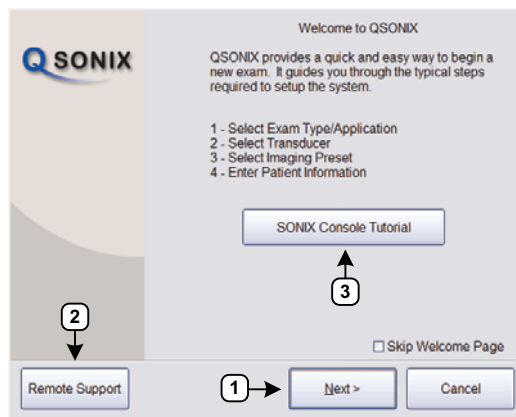 Welcome to QSONIX
Q SONIX
QSONIX provides a quick and easy way to begin a
new exam. It guides you through the typical steps
required to setup the system.
1 - Select Exam Type/Application
2 - Select Transducer
3 - Select Imaging Preset
4 - Enter Patient Information
SONIX Console Tutorial
3
2
Skip Welcome Page
Remote Support
1
Next >
Cancel